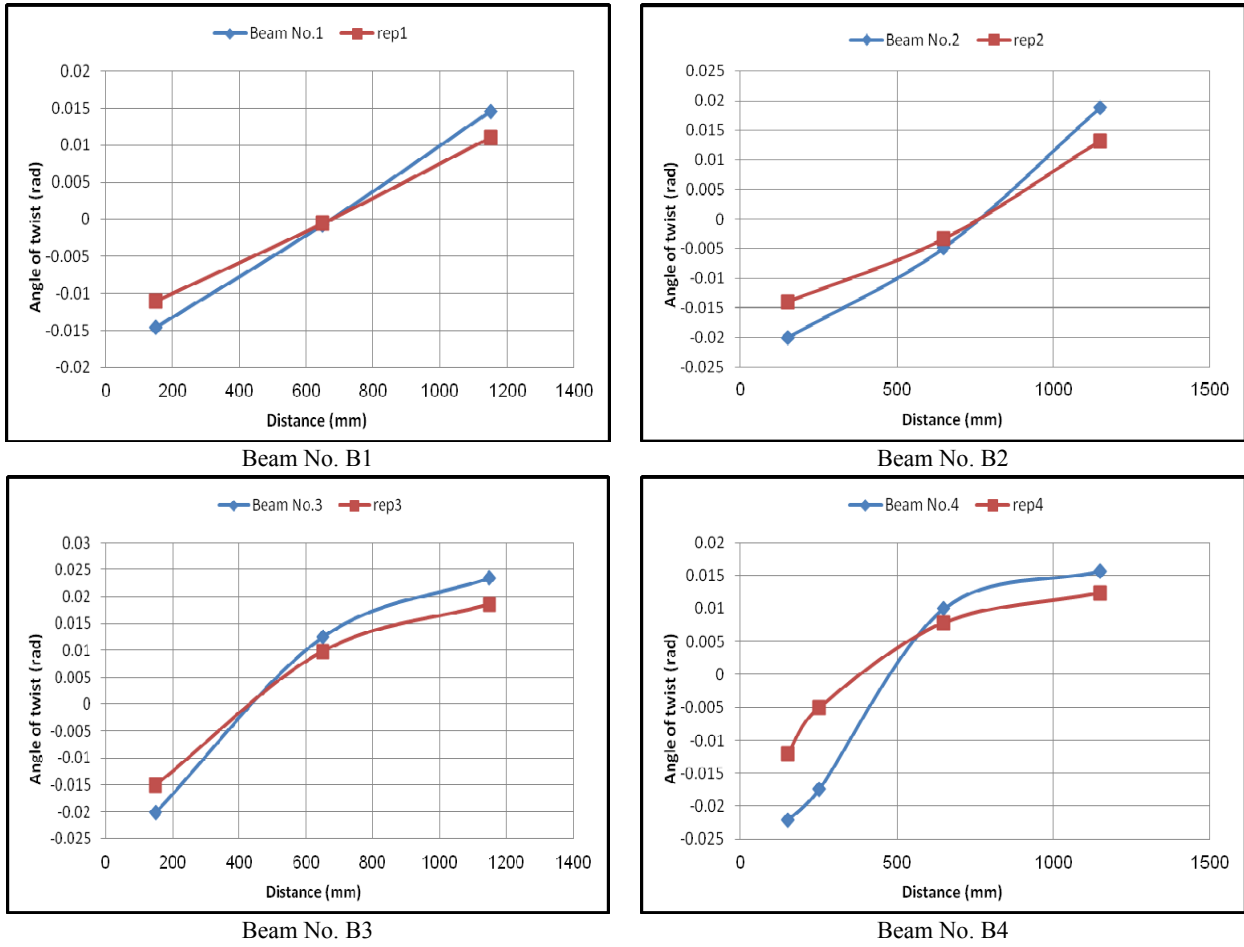 Beam No.1 rep1
0.02
0.015
0.01
0.005
0
-0.005
-0.01
-0.015
-0.02
Angle of twist (rad)
0 200 400 600 800 1000 1200 1400
Distance (mm)
Beam No. B1
Beam No.2 rep2
0.025
0.02
0.015
0.01
0.005
0
-0.005
-0.01
-0.015
-0.02
-0.025
Angle of twist (rad)
0 500 1000 1500
Distance (mm)
Beam No. B2
Beam No.3 rep3
0.03
0.025
0.02
0.015
0.01
0.005
0
-0.005
-0.01
-0.015
-0.02
-0.025
Angle of twist (rad)
0 200 400 600 800 1000 1200 1400
Distance (mm)
Beam No. B3
Beam No.4 rep4
0.02
0.015
0.01
0.005
0
-0.005
-0.01
-0.015
-0.02
-0.025
Angle of twist (rad)
0 500 1000 1500
Distance (mm)
Beam No. B4